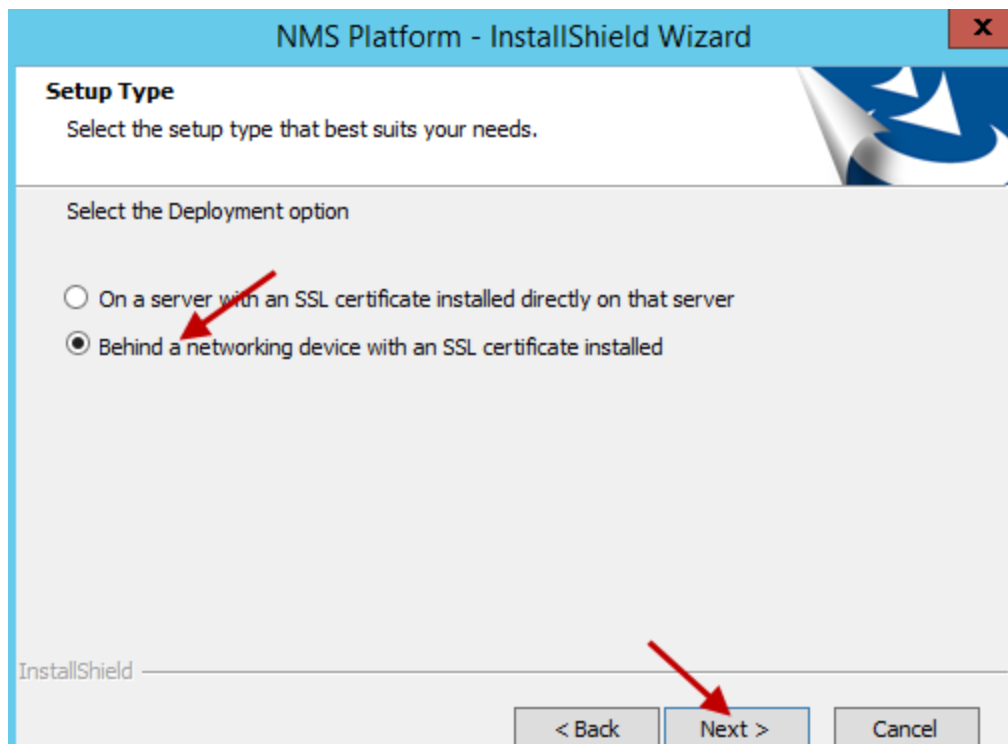 NMS Platform - InstallShield Wizard
x
Setup Type
Select the setup type that best suits your needs.
Select the Deployment option
On a server with an SSL certificate installed directly on that server
Behind a networking device with an SSL certificate installed
InstallShield
< Back Next > Cancel